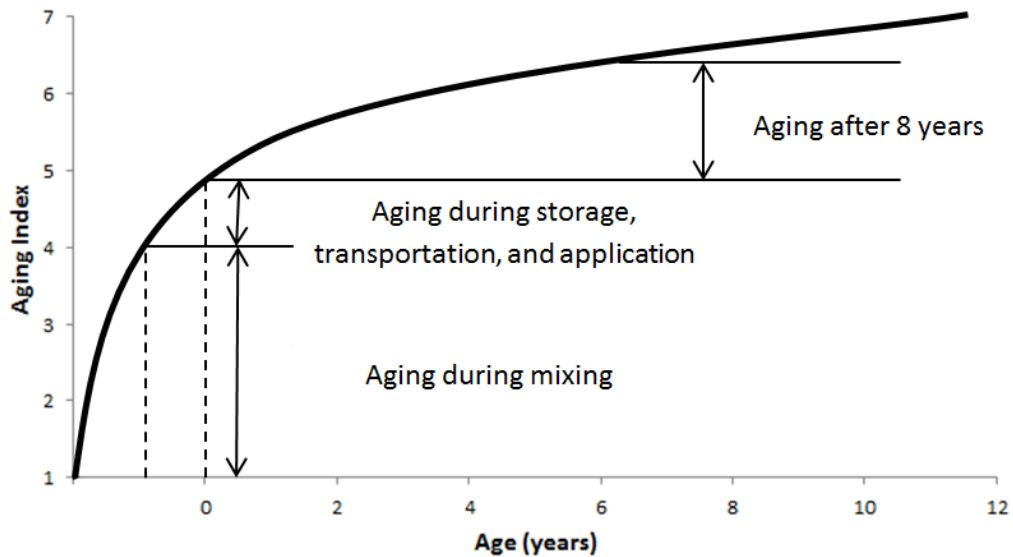 7
6
5
4
3
2
1
Aging Index
Aging after 8 years
Aging during storage,
transportation, and application
Aging during mixing
0 2 4 6 8 10 12
Age (years)